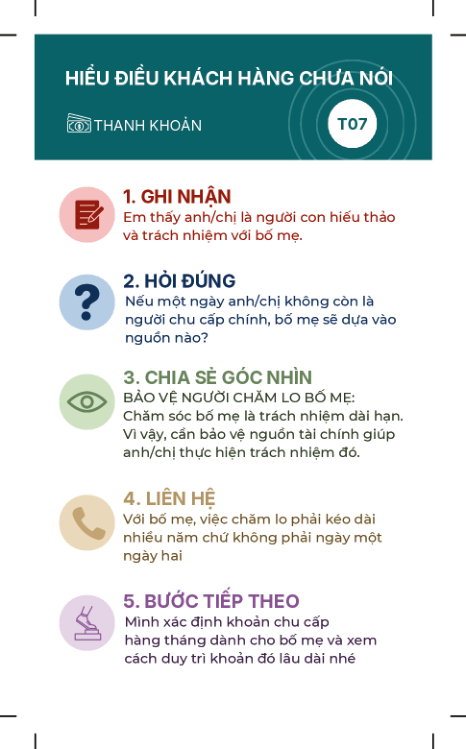 HIỂU ĐIỀU KHÁCH HÀNG CHƯA NÓI
THANH KHOẢN
T07
1. GHI NHẬN
Em thấy anh/chị là người con hiếu thảo
và trách nhiệm với bố mẹ.
2. HỎI ĐÚNG
Nếu một ngày anh/chị không còn là
người chu cấp chính, bố mẹ sẽ dựa vào
nguồn nào?
3. CHIA SẺ GÓC NHÌN
BẢO VỆ NGƯỜI CHĂM LO BỐ MẸ:
Chăm sóc bố mẹ là trách nhiệm dài hạn.
Vì vậy, cần bảo vệ nguồn tài chính giúp
anh/chị thực hiện trách nhiệm đó.
4. LIÊN HỆ
Với bố mẹ, việc chăm lo phải kéo dài
nhiều năm chứ không phải ngày một
ngày hai
5. BƯỚC TIẾP THEO
Mình xác định khoản chu cấp
hàng tháng dành cho bố mẹ và xem
cách duy trì khoản đó lâu dài nhé